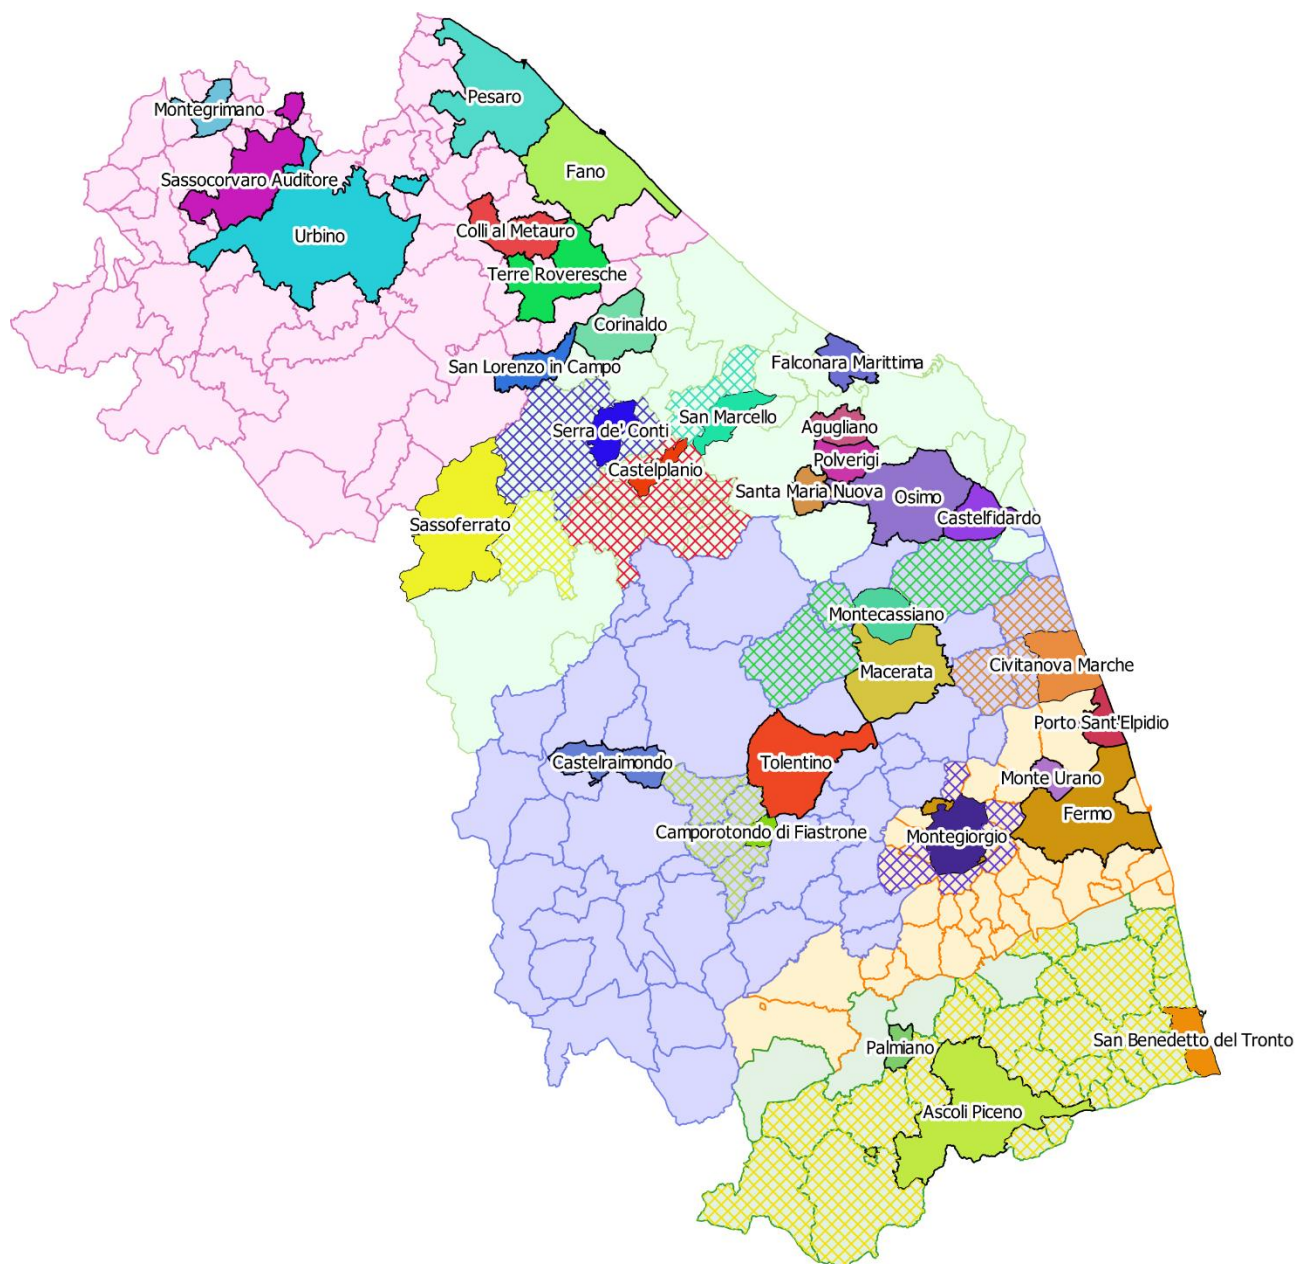 Pesaro
Montegrimano
Fano
Sassocorvaro Auditore
Colli al Metauro
Urbino
Terre Roveresche
Corinaldo
San Lorenzo in Campo
Falconara Marittima
San Marcello
Serra de' Conti
Agugliano
Polverigi
Castelplanio
Santa Maria Nuova
Osimo
Castelfidardo
Sassoferrato
Montecassiano
Macerata
Civitanova Marche
Porto Sant'Elpidio
Castelraimondo
Tolentino
Monte Urano
Fermo
Camporotondo di Fiastrone
Montegiorgio
Palmiano
San Benedetto del Tronto
Ascoli Piceno